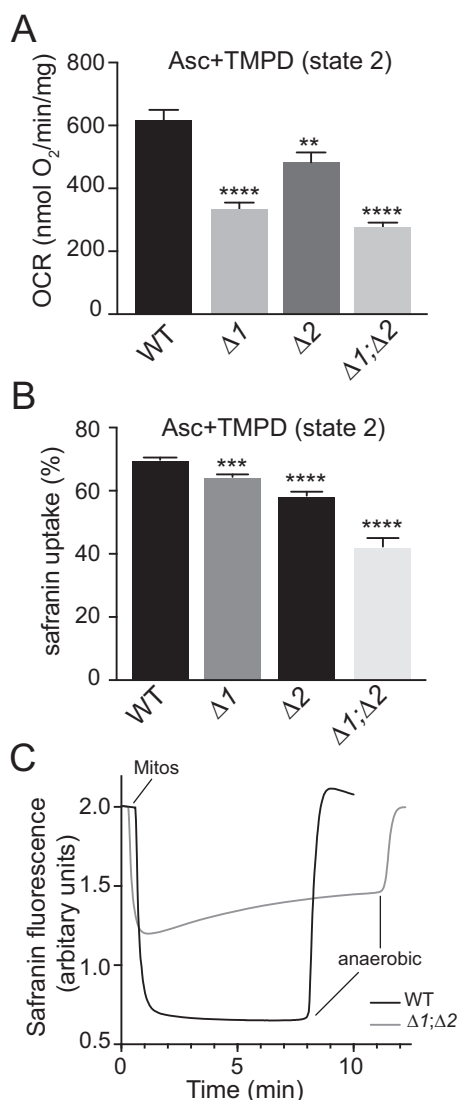 A
Asc+TMPD (state 2)
OCR (nmol O2/min/mg)
800
600
400
200
0
**
****
****
WT
Δ1
Δ2
Δ1;Δ2
B
Asc+TMPD (state 2)
safranin uptake (%)
80
60
40
20
0
***
****
****
WT
Δ1
Δ2
Δ1;Δ2
C
Mitos
Safranin fluorescence
(arbitary units)
2.0
1.5
1.0
0.5
anaerobic
WT
Δ1;Δ2
0
5
10
Time (min)